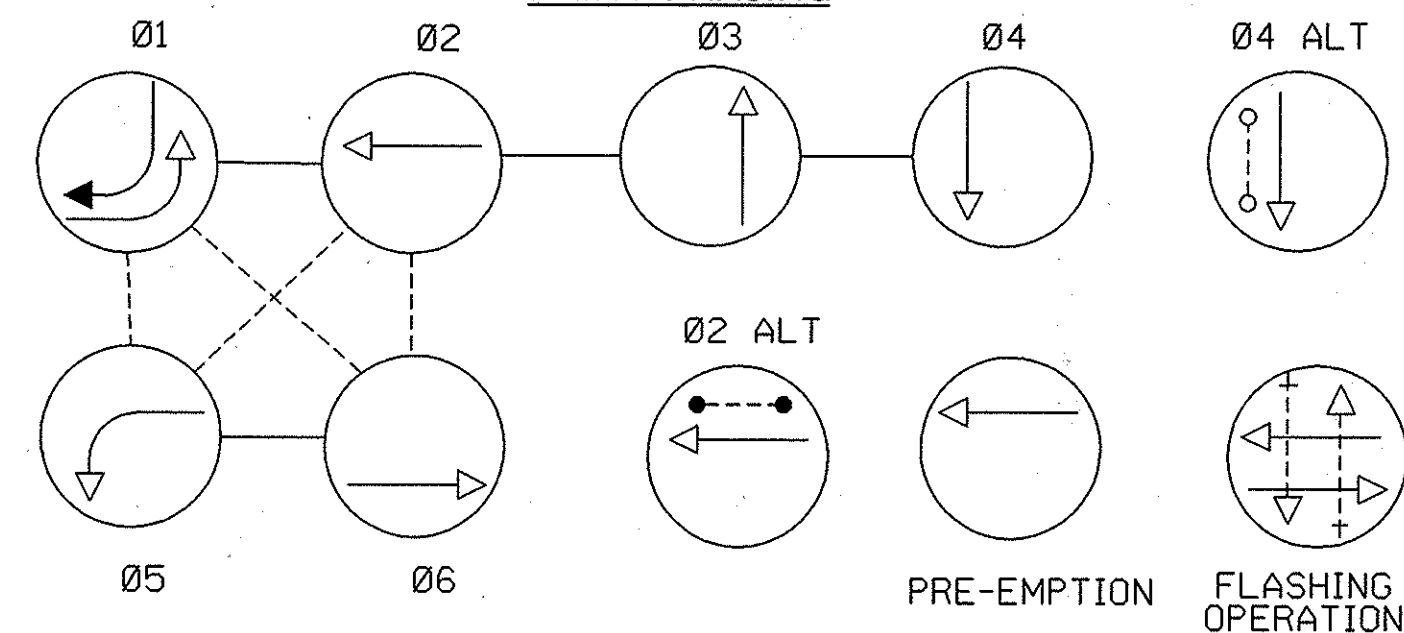 Ø1
Ø2
Ø3
Ø4
Ø4 ALT
Ø2 ALT
Ø5
Ø6
PRE-EMPTION
FLASHING
OPERATION